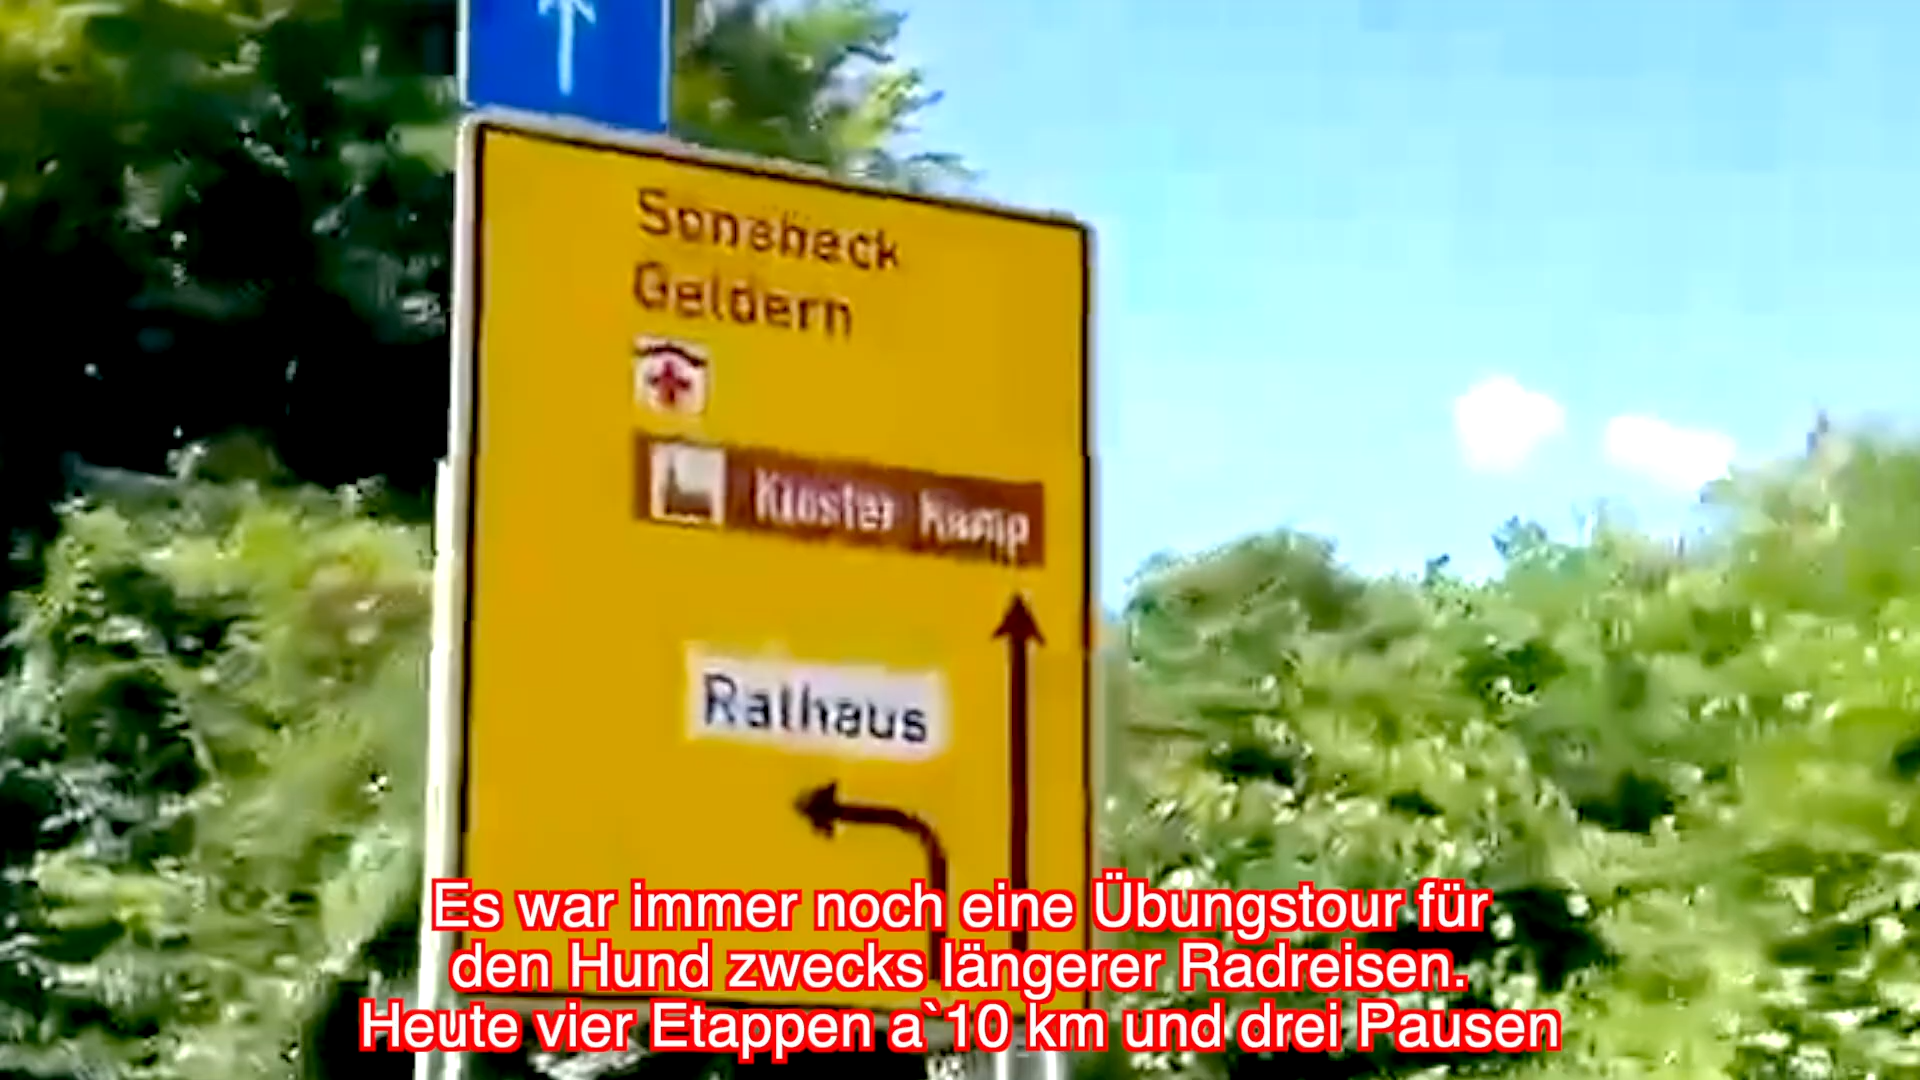 Sonsbeck
Geldern
Kloster Kamp
Rathaus
Es war immer noch eine Übungstour für
den Hund zwecks längerer Radreisen.
Heute vier Etappen a`10 km und drei Pausen